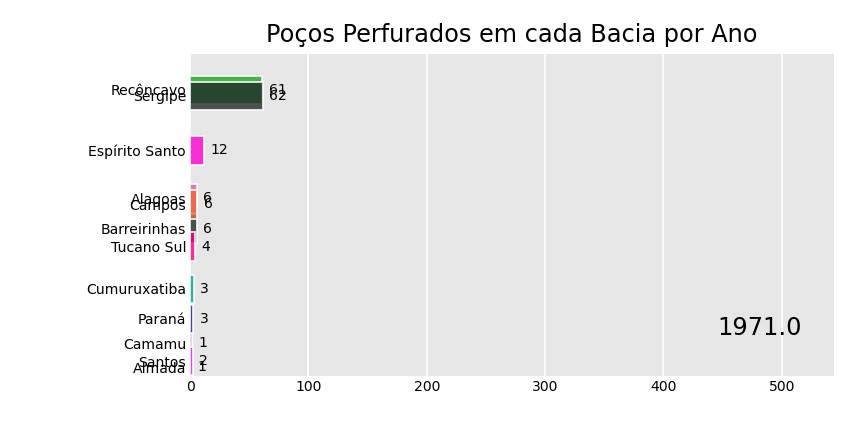 Poços Perfurados em cada Bacia por Ano
Recôncavo 61
Sergipe 62
Espírito Santo 12
Alagoas 6
Campos 6
Barreirinhas 6
Tucano Sul 4
Cumuruxatiba 3
Paraná 3
1971.0
Camamu 1
Santos 2
Almada 1
0 100 200 300 400 500